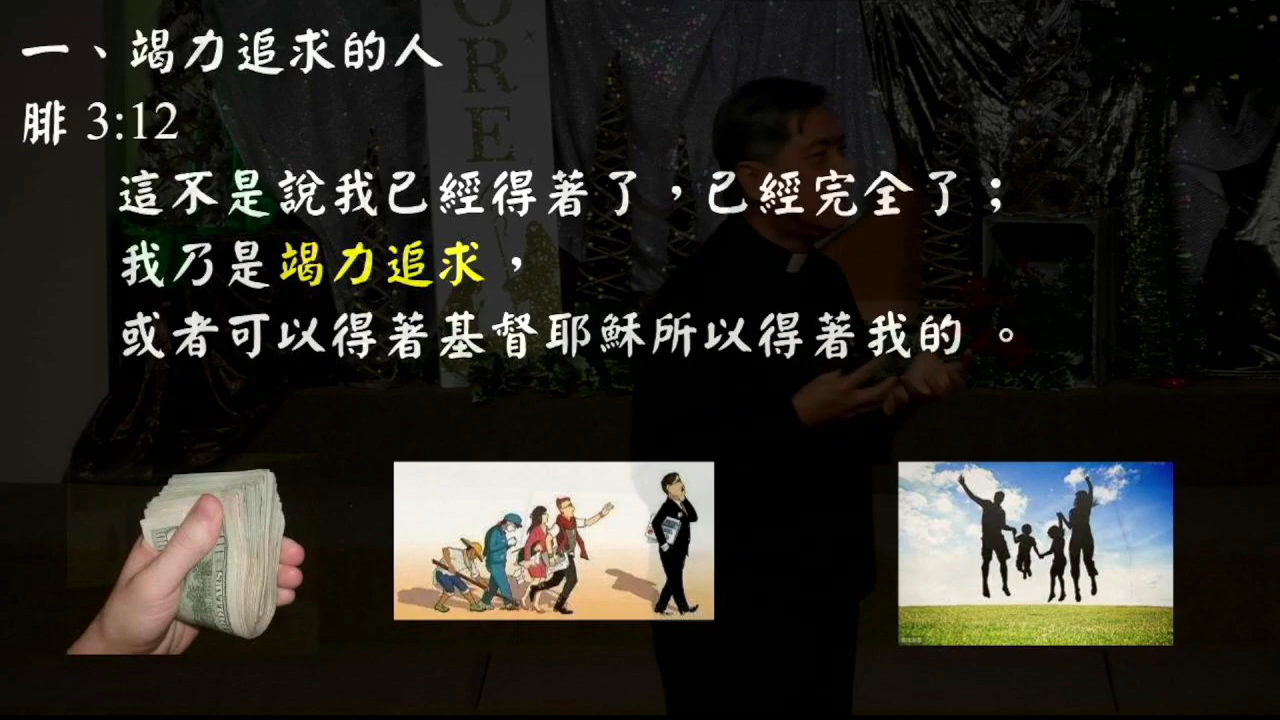 一、竭力追求的人
腓 3:12
這不是說我已經得著了，已經完全了；
我乃是竭力追求，
或者可以得著基督耶穌所以得著我的 。
ORE